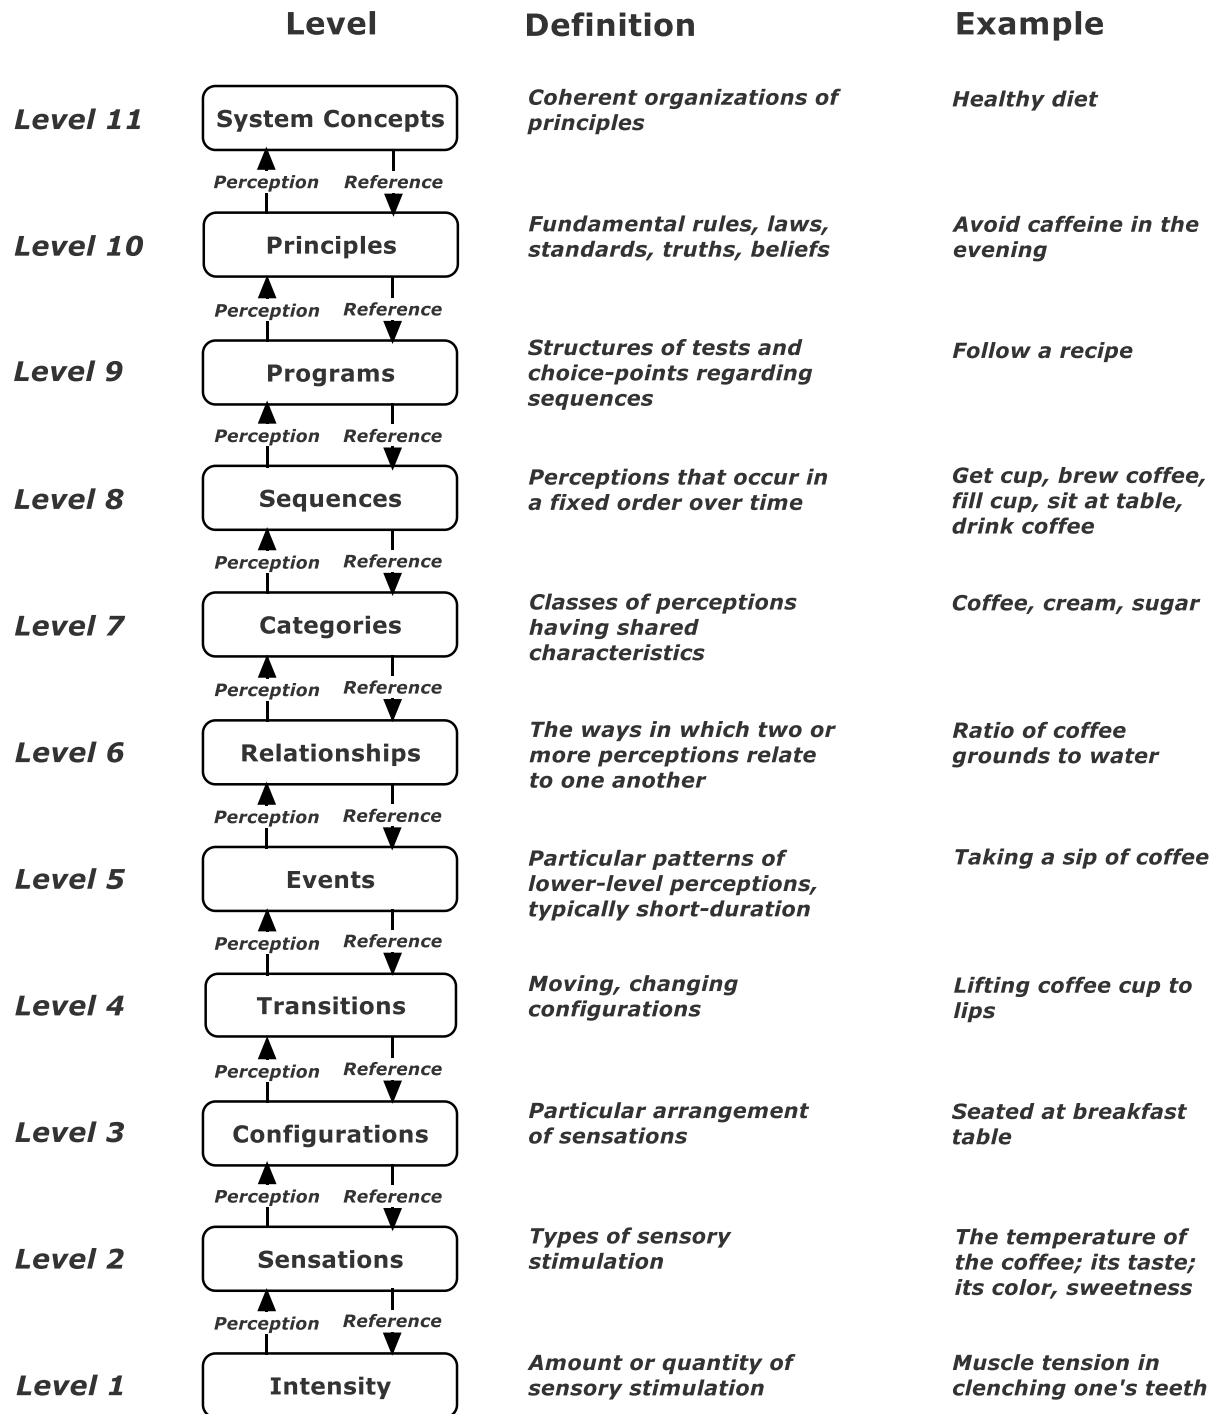 Level
Definition
Example
Level 11
System Concepts
Coherent organizations of
principles
Healthy diet
Perception
Reference
Level 10
Principles
Fundamental rules, laws,
standards, truths, beliefs
Avoid caffeine in the
evening
Perception
Reference
Level 9
Programs
Structures of tests and
choice-points regarding
sequences
Follow a recipe
Perception
Reference
Level 8
Sequences
Perceptions that occur in
a fixed order over time
Get cup, brew coffee,
fill cup, sit at table,
drink coffee
Perception
Reference
Level 7
Categories
Classes of perceptions
having shared
characteristics
Coffee, cream, sugar
Perception
Reference
Level 6
Relationships
The ways in which two or
more perceptions relate
to one another
Ratio of coffee
grounds to water
Perception
Reference
Level 5
Events
Particular patterns of
lower-level perceptions,
typically short-duration
Taking a sip of coffee
Perception
Reference
Level 4
Transitions
Moving, changing
configurations
Lifting coffee cup to
lips
Perception
Reference
Level 3
Configurations
Particular arrangement
of sensations
Seated at breakfast
table
Perception
Reference
Level 2
Sensations
Types of sensory
stimulation
The temperature of
the coffee; its taste;
its color, sweetness
Perception
Reference
Level 1
Intensity
Amount or quantity of
sensory stimulation
Muscle tension in
clenching one's teeth